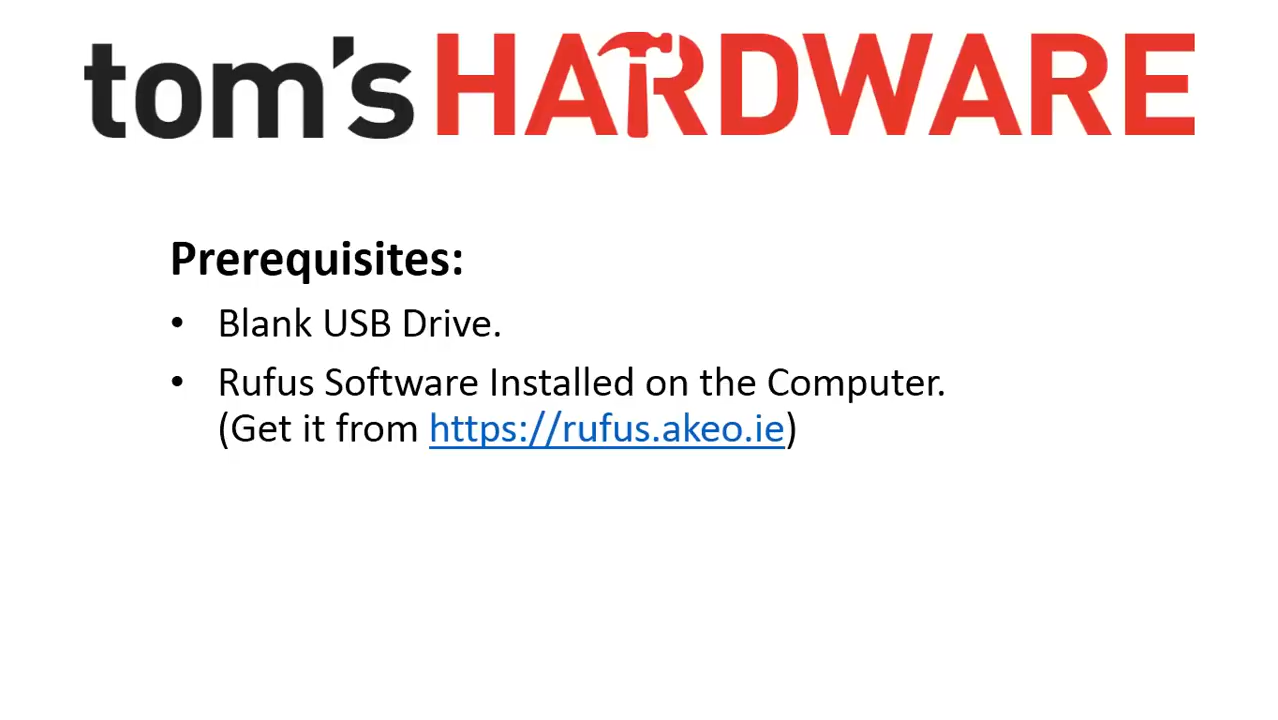 tom's HARDWARE
Prerequisites:
• Blank USB Drive.
• Rufus Software Installed on the Computer.
(Get it from https://rufus.akeo.ie)